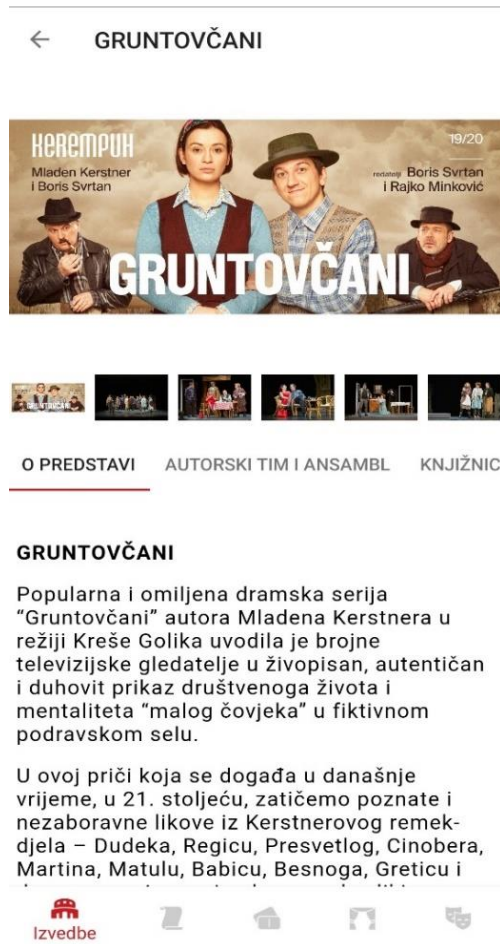 GRUNTOVČANI
KEREMPUH
19/20
Mladen Kerstner
i Boris Svrtan
redatelji Boris Svrtan
i Rajko Minković
GRUNTOVČANI
O PREDSTAVI AUTORSKI TIM I ANSAMBL KNJIŽNIC
GRUNTOVČANI
Popularna i omiljena dramska serija
“Gruntovčani” autora Mladena Kerstnera u
režiji Kreše Golika uvodila je brojne
televizijske gledatelje u živopisan, autentičan
i duhovit prikaz društvenoga života i
mentaliteta “malog čovjeka” u fiktivnom
podravskom selu.
U ovoj priči koja se događa u današnje
vrijeme, u 21. stoljeću, zatičemo poznate i
nezaboravne likove iz Kerstnerovog remek-
djela – Dudeka, Regicu, Presvetlog, Cinobera,
Martina, Matulu, Babicu, Besnoga, Greticu i
Izvedbe